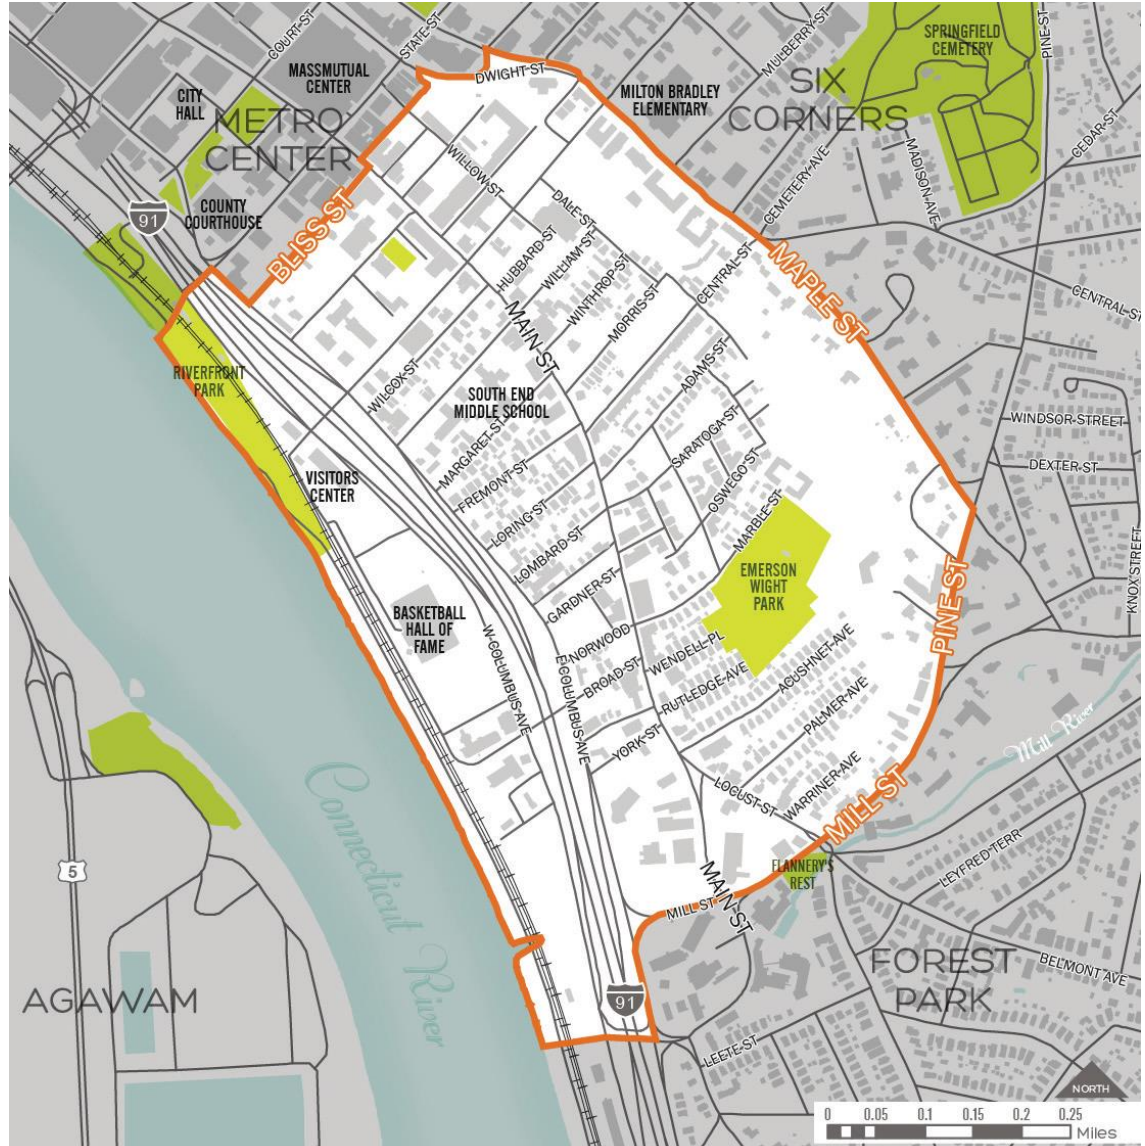 COURT ST
STATE ST
MULBERRY ST
PINE ST
SPRINGFIELD
CEMETERY
MASSMUTUAL
CENTER
DWIGHT ST
MILTON BRADLEY
ELEMENTARY
SIX
CORNERS
CITY
HALL
METRO
CENTER
CEDAR ST
MADISON AVE
WILLOW ST
CEMETERY AVE
COUNTY
COURTHOUSE
91
BLISS ST
DALE ST
HUBBARD ST
WILLIAM ST
WINTHROP ST
CENTRAL ST
MAPLE ST
CENTRAL ST
MAIN ST
MORRIS ST
RIVERFRONT
PARK
WILCOX ST
SOUTH END
MIDDLE SCHOOL
ADAMS ST
MARGARET ST
SARATOGA ST
WINDSOR STREET
DEXTER ST
VISITORS
CENTER
FREMONT ST
OSWEGO ST
LORING ST
MARBLE ST
LOMBARD ST
EMERSON
WIGHT
PARK
KNOX STREET
GARDNER ST
PINE ST
BASKETBALL
HALL OF
FAME
NORWOOD
WENDELL PL
ACUSHNET AVE
W COLUMBUS AVE
E COLUMBUS AVE
BROAD ST
RUTLEDGE AVE
PALMER AVE
YORK ST
Mill River
LOCUST ST
WARRINER AVE
MILL ST
Connecticut River
5
LEYFRED TERR
FLANNERY'S
REST
MAIN ST
MILL ST
FOREST
PARK
BELMONT AVE
AGAWAM
91
LEETE ST
NORTH
0 0.05 0.1 0.15 0.2 0.25
Miles